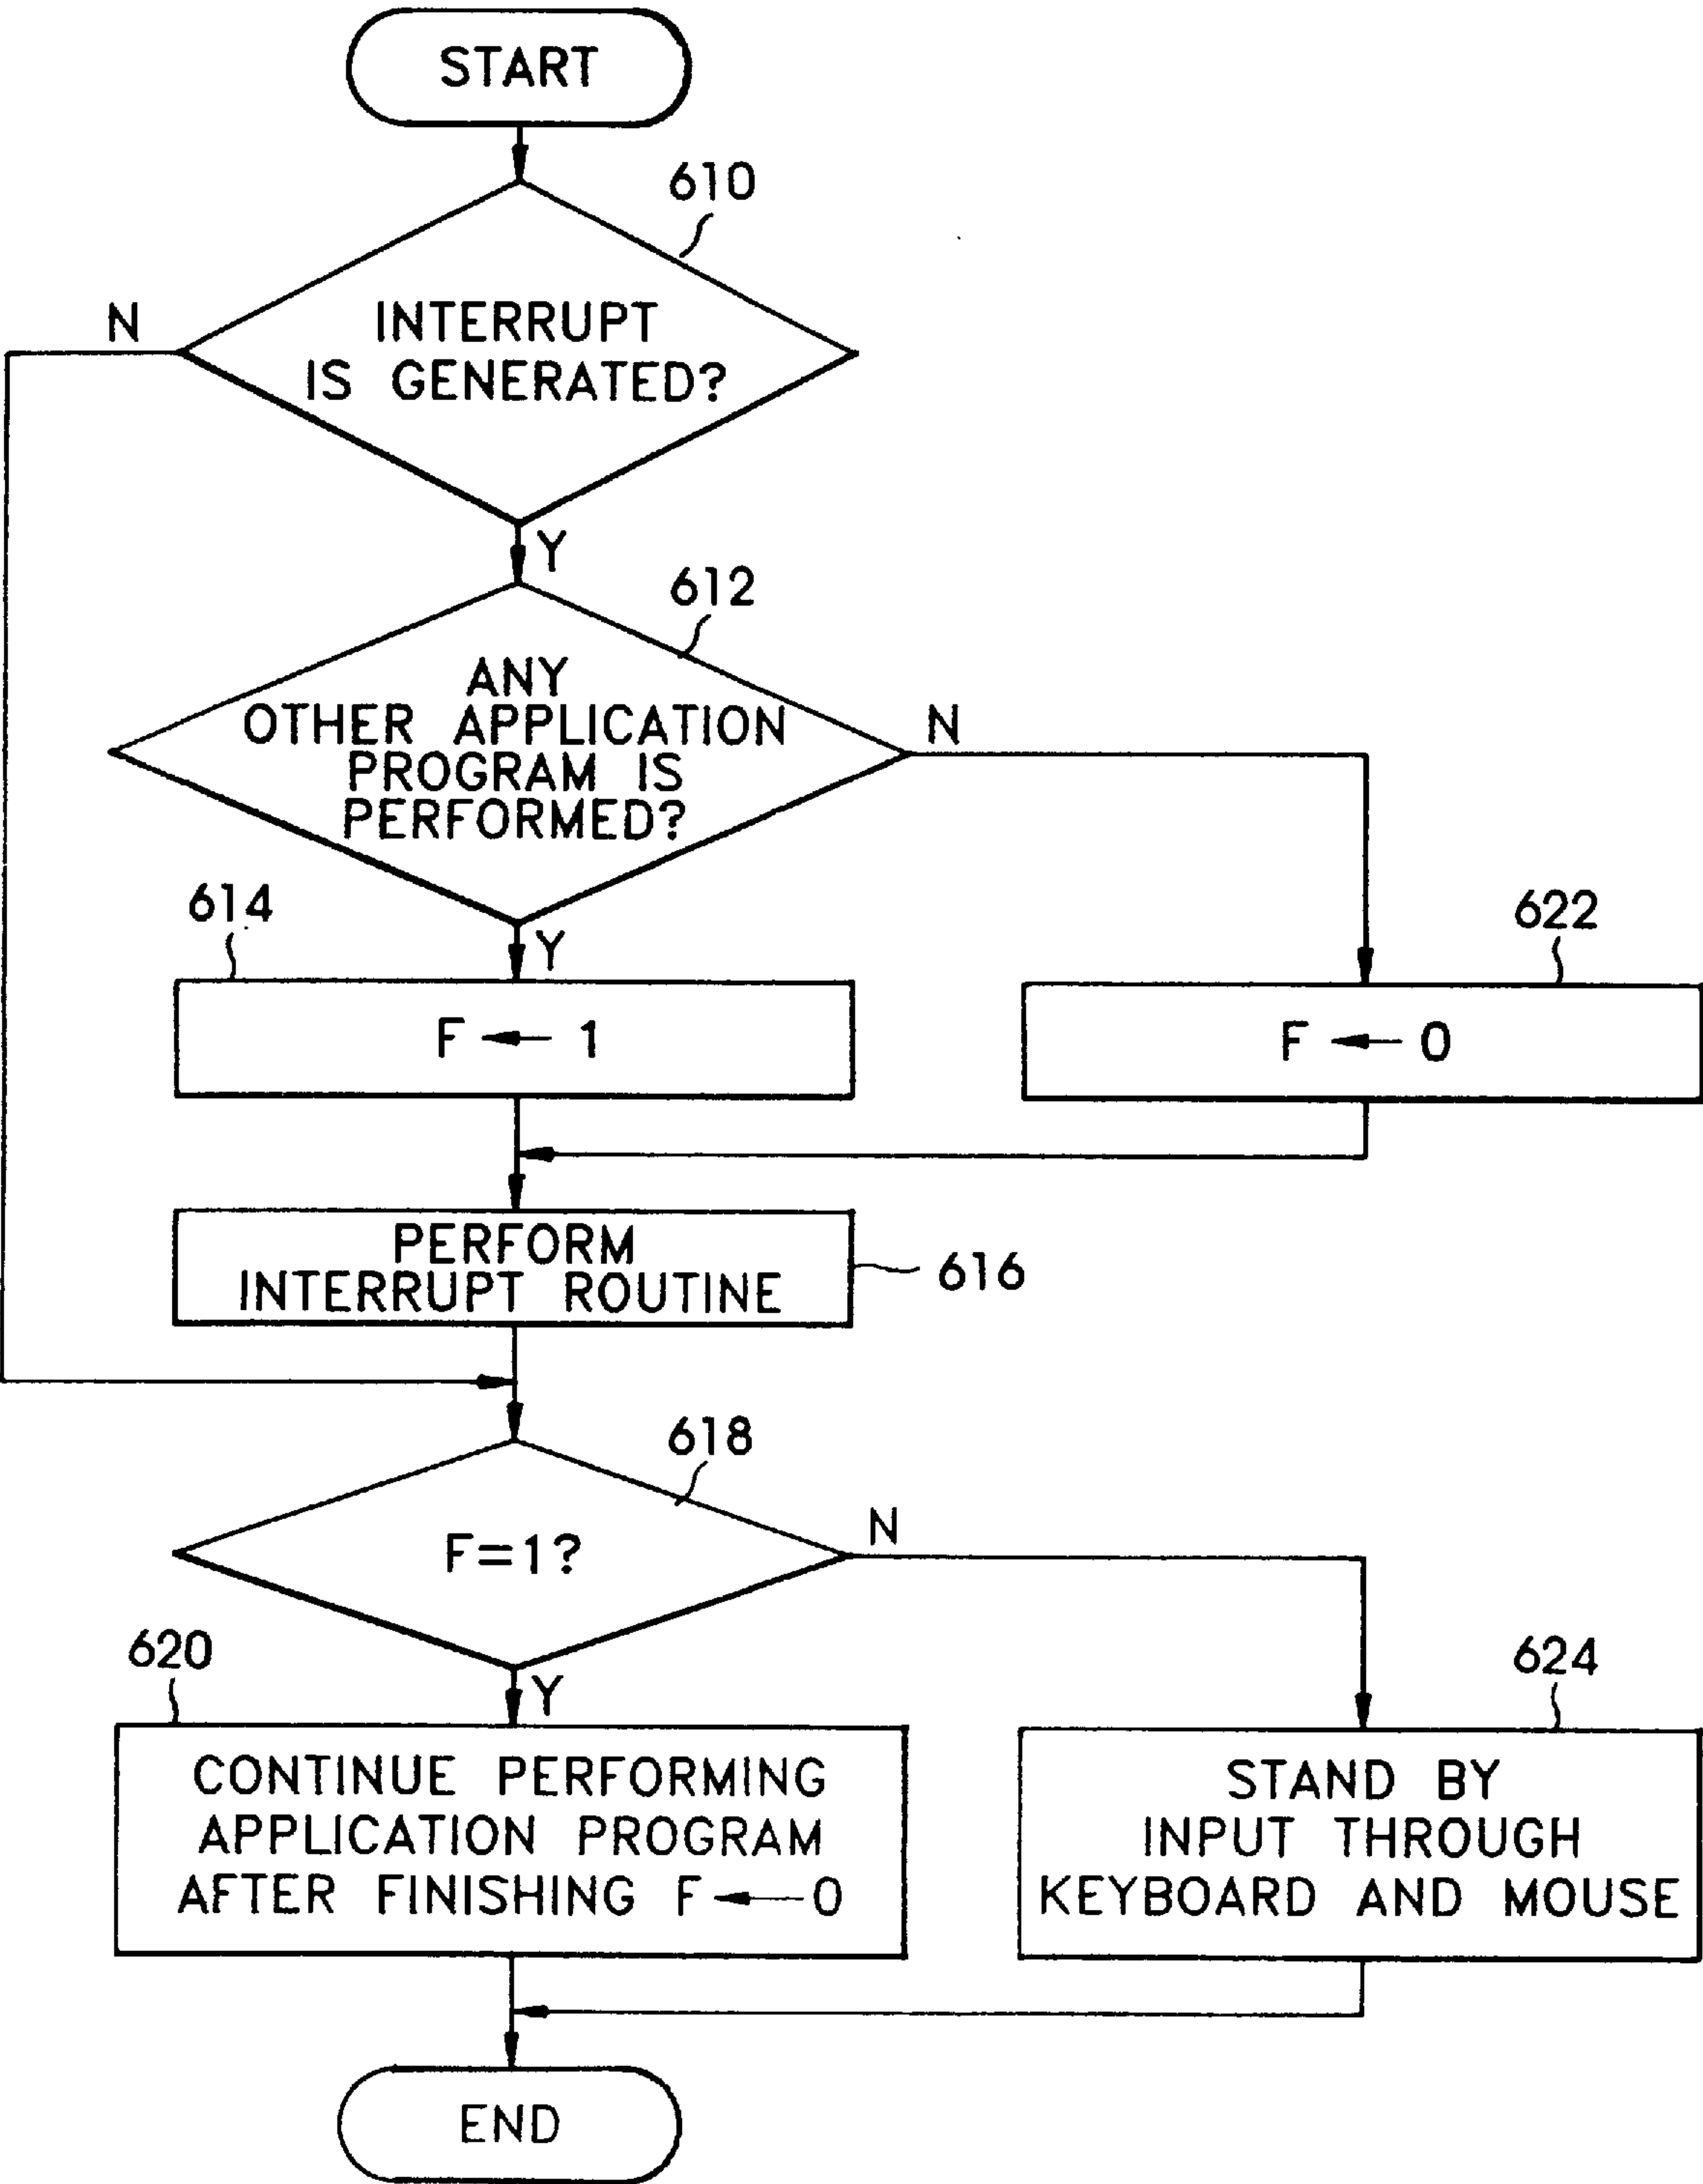 START
610
INTERRUPT
IS GENERATED?
N
Y
612
ANY
OTHER APPLICATION
PROGRAM IS
PERFORMED?
N
Y
614
F ← 1
622
F ← 0
PERFORM
INTERRUPT ROUTINE
616
618
F=1?
N
Y
620
CONTINUE PERFORMING
APPLICATION PROGRAM
AFTER FINISHING F ← 0
624
STAND BY
INPUT THROUGH
KEYBOARD AND MOUSE
END